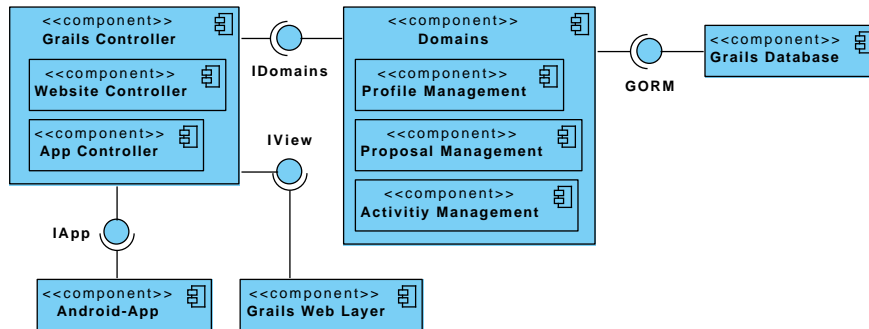 <<component>>
Grails Controller
<<component>>
Website Controller
<<component>>
App Controller
IDomains
<<component>>
Domains
<<component>>
Profile Management
<<component>>
Proposal Management
<<component>>
Activitiy Management
GORM
<<component>>
Grails Database
IView
IApp
<<component>>
Android-App
<<component>>
Grails Web Layer